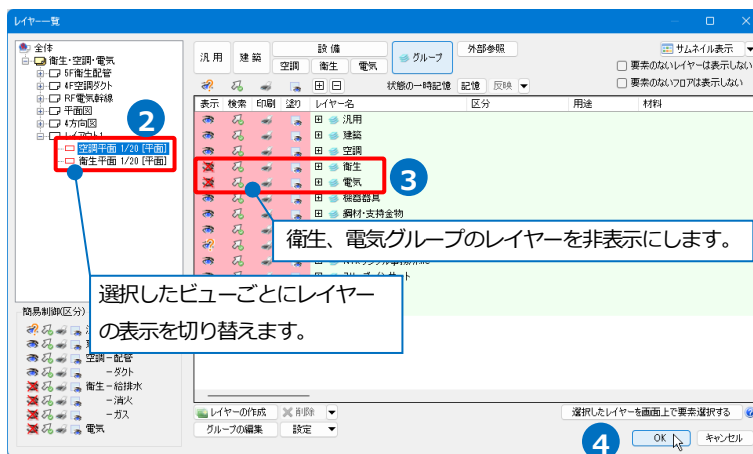 レイヤー一覧
全体
衛生・空調・電気
5F衛生配管
4F空調ダクト
RF電気幹線
平面図
4方向図
レイアウト1
空調平面 1/20 [平面]
衛生平面 1/20 [平面]
2
汎用
建築
設備
空調
衛生
電気
グループ
外部参照
サムネイル表示
要素のないレイヤーは表示しない
要素のないフロアは表示しない
状態の一時記憶
記憶
反映
表示 検索 印刷 塗り レイヤー名 区分 用途 材料
汎用
建築
空調
衛生
電気
3
機器器具
鋼材・支持金物
衛生、電気グループのレイヤーを非表示にします。
選択したビューごとにレイヤー
の表示を切り替えます。
簡易制御(区分)
空調－配管
－ダクト
衛生－給排水
－消火
－ガス
電気
レイヤーの作成
削除
グループの編集
設定
選択したレイヤーを画面上で要素選択する
4
OK
キャンセル